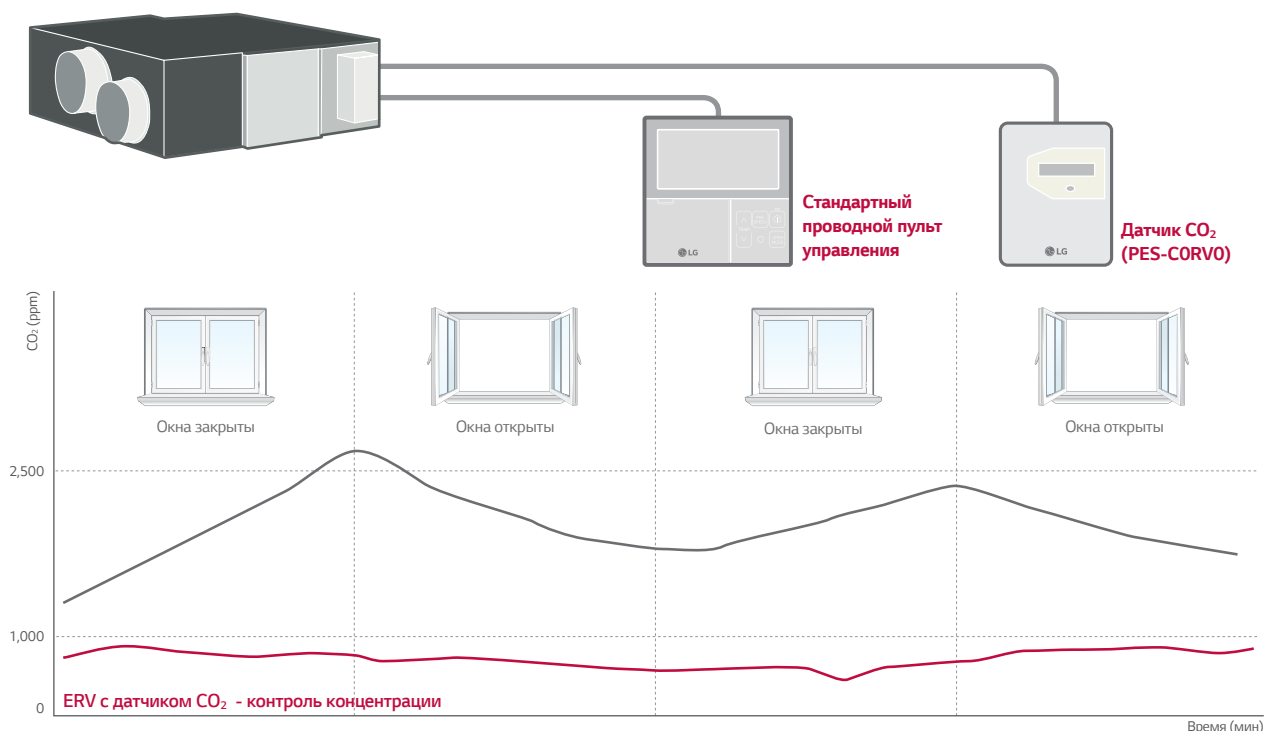 Стандартный
проводной пульт
управления
LG
Датчик CO₂
(PES-C0RV0)
LG
CO₂ (ppm)
Окна закрыты
Окна открыты
Окна закрыты
Окна открыты
2,500
1,000
ERV с датчиком CO₂ - контроль концентрации
0
Время (мин)